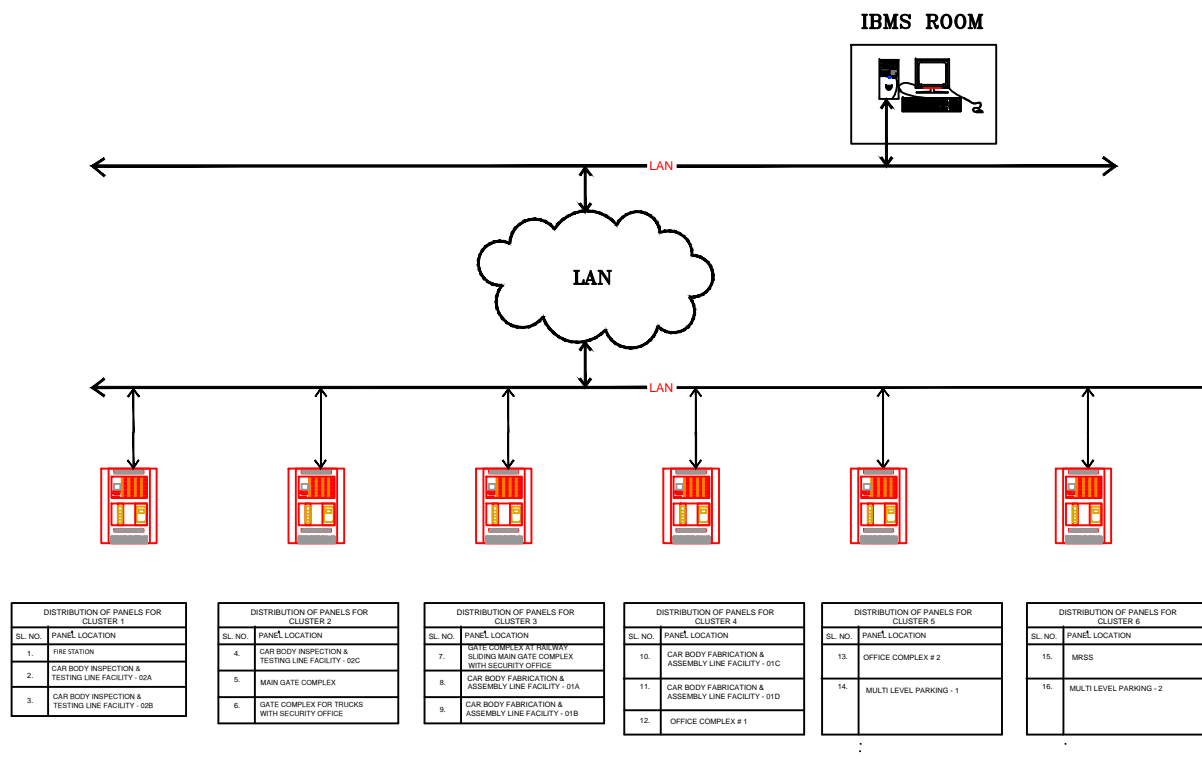 IBMS ROOM
LAN
LAN
LAN
DISTRIBUTION OF PANELS FOR
CLUSTER 1
SL. NO. PANEL LOCATION
1. FIRE STATION
2. CAR BODY INSPECTION &
TESTING LINE FACILITY - 02A
3. CAR BODY INSPECTION &
TESTING LINE FACILITY - 02B
DISTRIBUTION OF PANELS FOR
CLUSTER 2
SL. NO. PANEL LOCATION
4. CAR BODY INSPECTION &
TESTING LINE FACILITY - 02C
5. MAIN GATE COMPLEX
6. GATE COMPLEX FOR TRUCKS
WITH SECURITY OFFICE
DISTRIBUTION OF PANELS FOR
CLUSTER 3
SL. NO. PANEL LOCATION
7. GATE COMPLEX AT RAILWAY
SLIDING MAIN GATE COMPLEX
WITH SECURITY OFFICE
8. CAR BODY FABRICATION &
ASSEMBLY LINE FACILITY - 01A
9. CAR BODY FABRICATION &
ASSEMBLY LINE FACILITY - 01B
DISTRIBUTION OF PANELS FOR
CLUSTER 4
SL. NO. PANEL LOCATION
10. CAR BODY FABRICATION &
ASSEMBLY LINE FACILITY - 01C
11. CAR BODY FABRICATION &
ASSEMBLY LINE FACILITY - 01D
12. OFFICE COMPLEX # 1
DISTRIBUTION OF PANELS FOR
CLUSTER 5
SL. NO. PANEL LOCATION
13. OFFICE COMPLEX # 2
14. MULTI LEVEL PARKING - 1
DISTRIBUTION OF PANELS FOR
CLUSTER 6
SL. NO. PANEL LOCATION
15. MRSS
16. MULTI LEVEL PARKING - 2